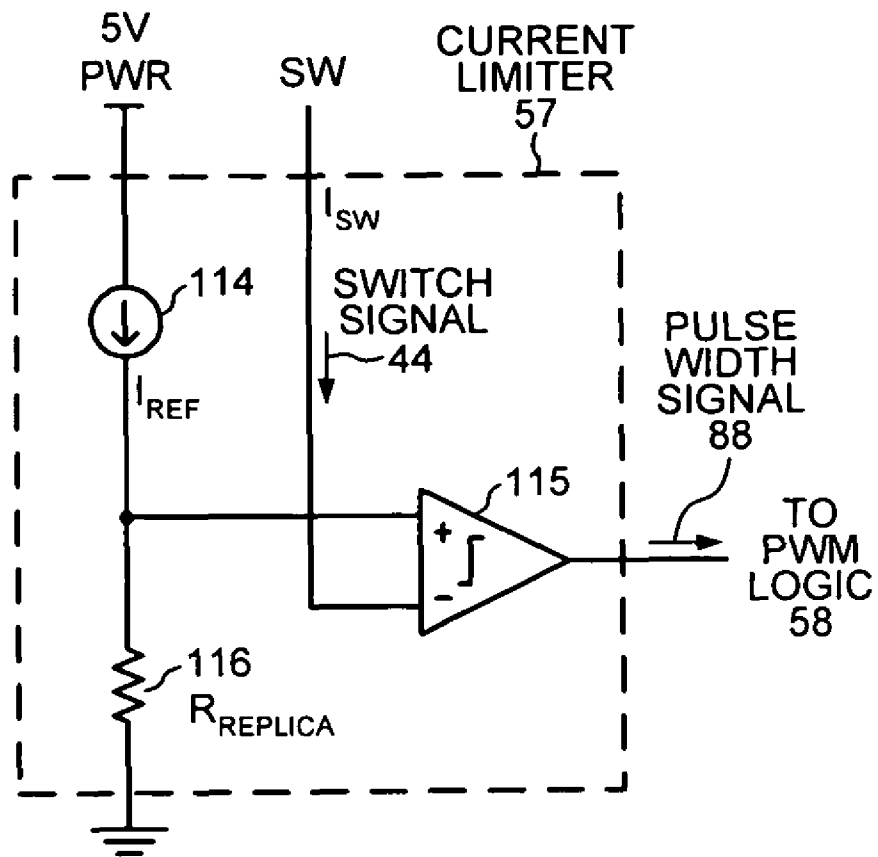 5V
PWR
SW
CURRENT
LIMITER
57
I_SW
114
SWITCH
SIGNAL
44
I_REF
PULSE
WIDTH
SIGNAL
88
115
+
−
TO
PWM
LOGIC
58
116
R_REPLICA